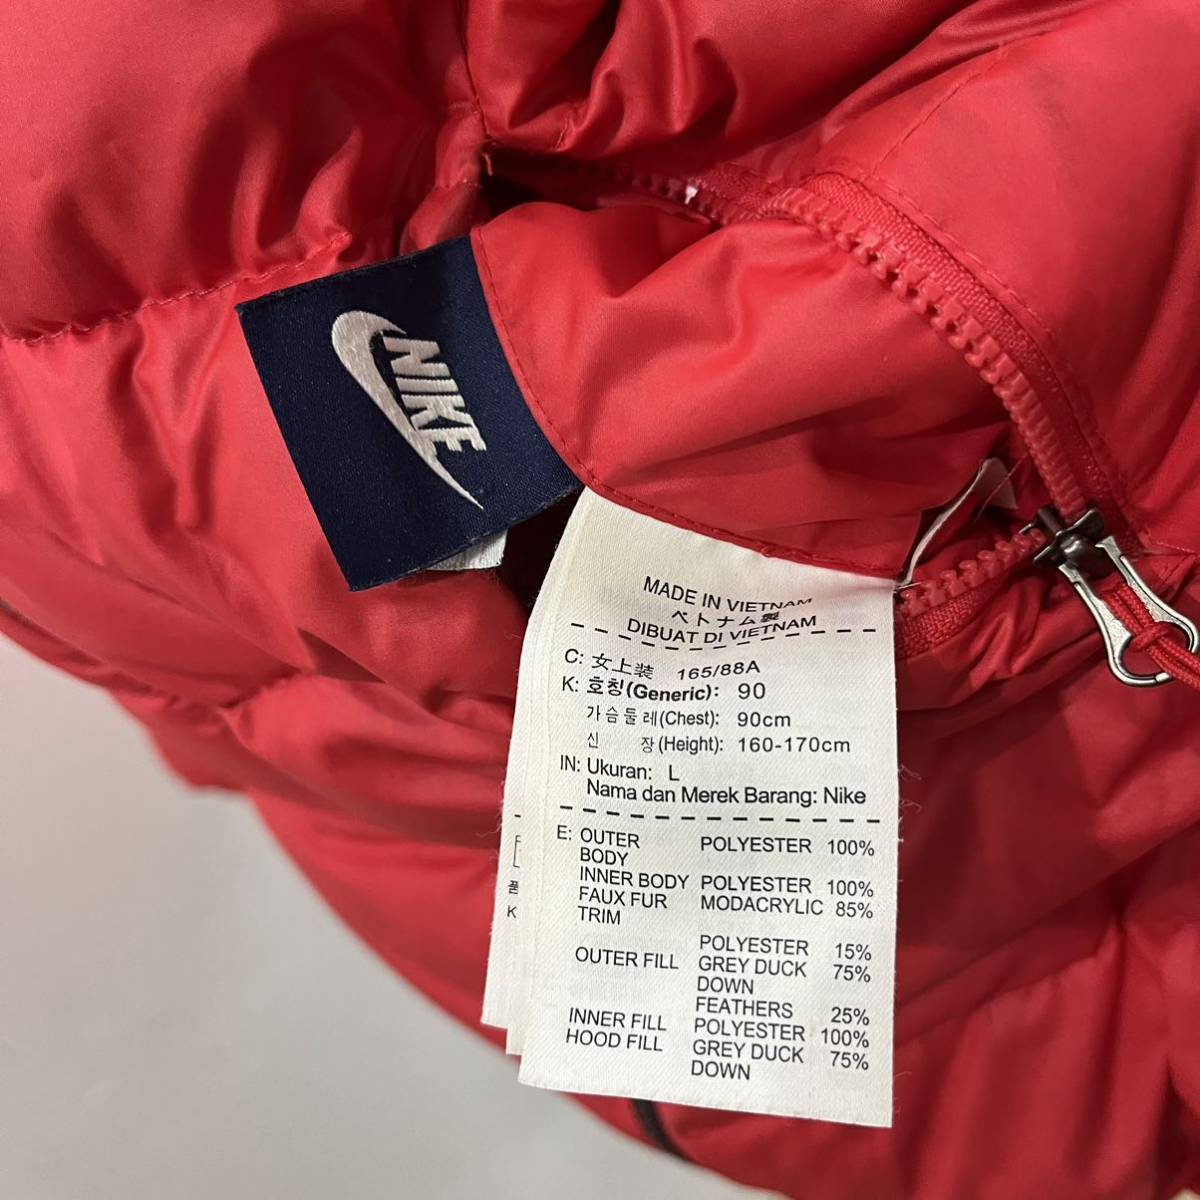 NIKE
MADE IN VIETNAM
ベトナム製
DIBUAT DI VIETNAM
C: 女上装 165/88A
K: 호칭(Generic): 90
가슴둘레(Chest): 90cm
신 장(Height): 160-170cm
IN: Ukuran: L
Nama dan Merek Barang: Nike
E: OUTER BODY POLYESTER 100%
INNER BODY POLYESTER 100%
FAUX FUR TRIM MODACRYLIC 85%
POLYESTER 15%
OUTER FILL GREY DUCK DOWN 75%
FEATHERS 25%
INNER FILL POLYESTER 100%
HOOD FILL GREY DUCK DOWN 75%
품
K